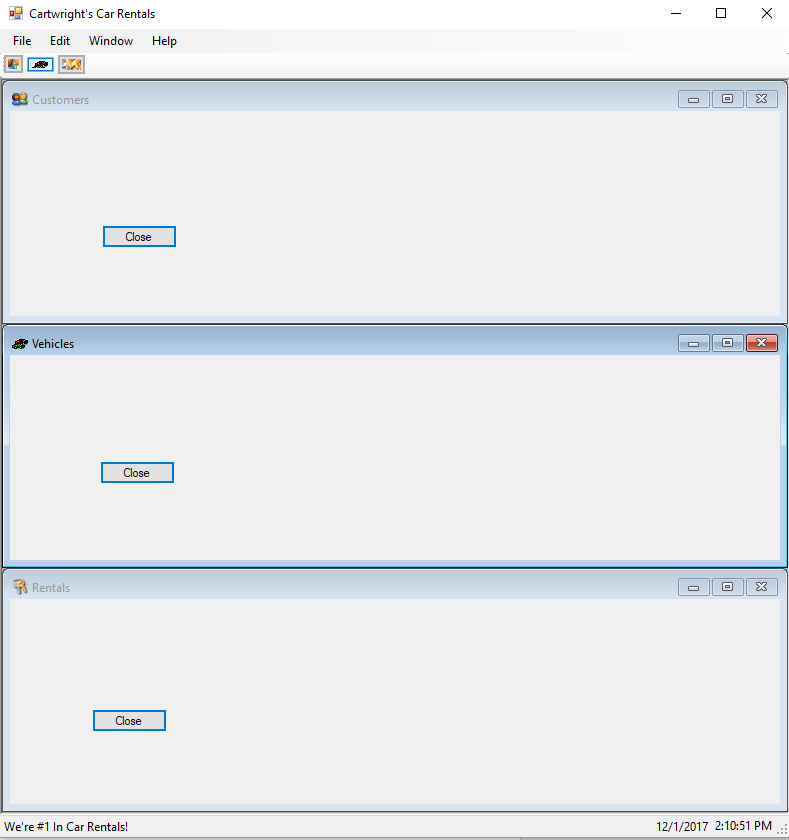 Cartwright's Car Rentals
File Edit Window Help
Customers
Close
Vehicles
Close
Rentals
Close
We're #1 In Car Rentals! 12/1/2017 2:10:51 PM